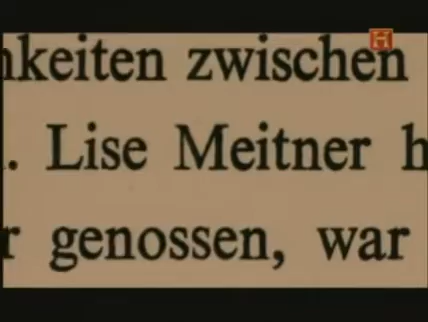 nkeiten zwischen
. Lise Meitner h
r genossen, war
H